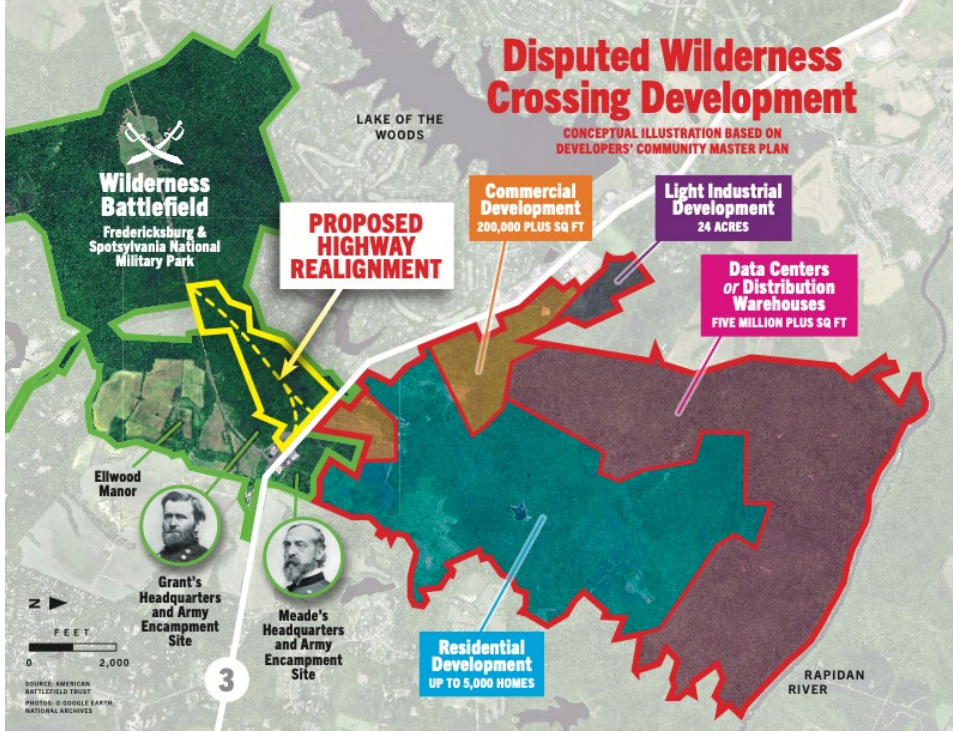 Disputed Wilderness
Crossing Development
CONCEPTUAL ILLUSTRATION BASED ON
DEVELOPERS' COMMUNITY MASTER PLAN
LAKE OF THE
WOODS
Wilderness
Battlefield
Fredericksburg &
Spotsylvania National
Military Park
PROPOSED
HIGHWAY
REALIGNMENT
Commercial
Development
200,000 PLUS SQ FT
Light Industrial
Development
24 ACRES
Data Centers
or Distribution
Warehouses
FIVE MILLION PLUS SQ FT
Ellwood
Manor
Grant's
Headquarters
and Army
Encampment
Site
Meade's
Headquarters
and Army
Encampment
Site
Residential
Development
UP TO 5,000 HOMES
RAPIDAN
RIVER
3
N
FEET
0 2,000
SOURCE: AMERICAN
BATTLEFIELD TRUST
PHOTOS: © GOOGLE EARTH;
NATIONAL ARCHIVES